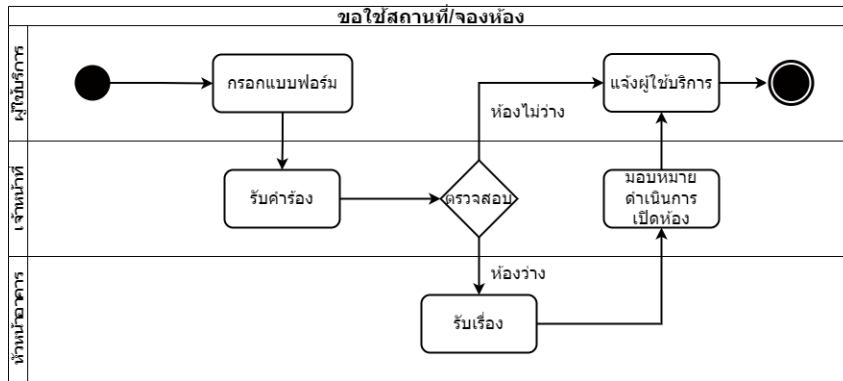 ขอใช้สถานที่/จองห้อง
ผู้ใช้บริการ
กรอกแบบฟอร์ม
แจ้งผู้ใช้บริการ
ห้องไม่ว่าง
เจ้าหน้าที่
รับคำร้อง
ตรวจสอบ
มอบหมาย
ดำเนินการ
เปิดห้อง
ห้องว่าง
หัวหน้าอาคาร
รับเรื่อง